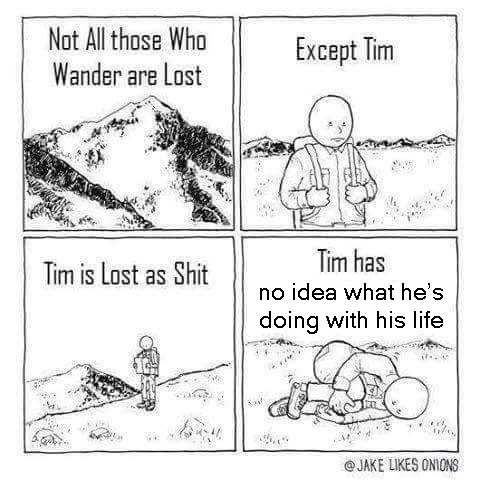 Not All those Who
Wander are Lost
Except Tim
Tim is Lost as Shit
Tim has
no idea what he's
doing with his life
@ JAKE LIKES ONIONS